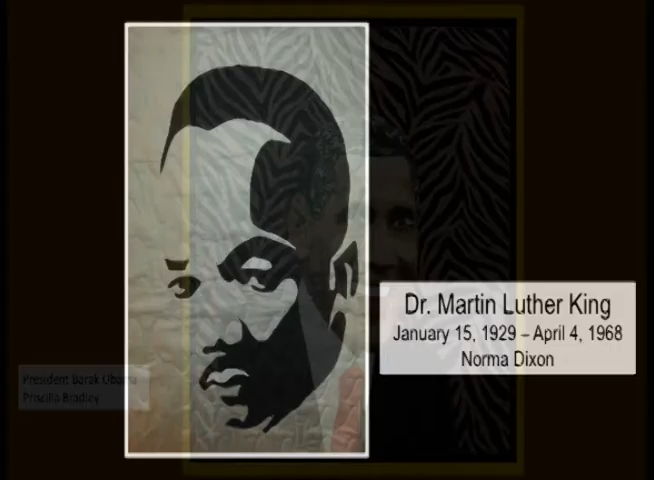 Dr. Martin Luther King
January 15, 1929 – April 4, 1968
Norma Dixon
President Barak Obama
Priscilla Bradley